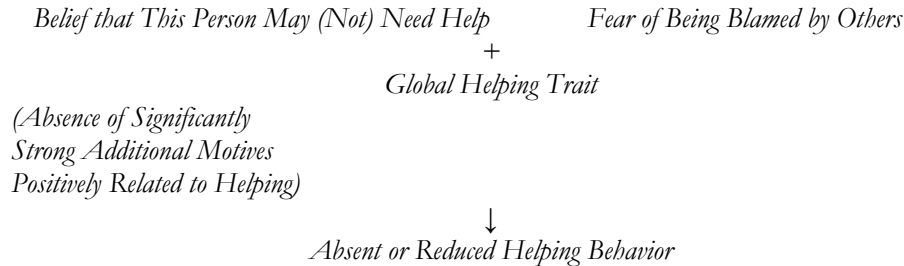 Belief that This Person May (Not) Need Help Fear of Being Blamed by Others
+
Global Helping Trait
(Absence of Significantly
Strong Additional Motives
Positively Related to Helping)
↓
Absent or Reduced Helping Behavior